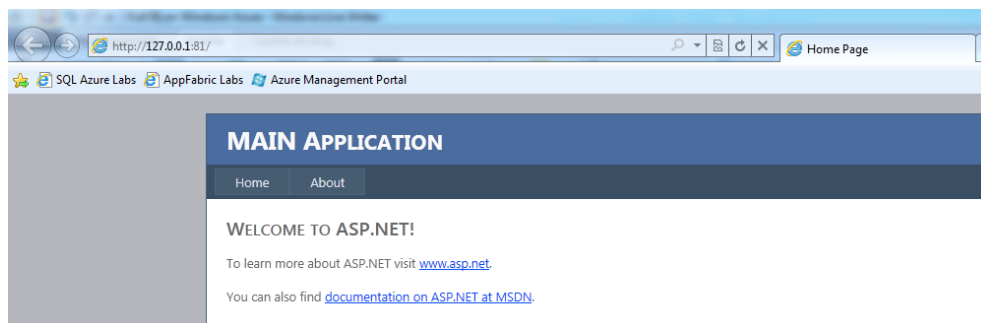 http://127.0.0.1:81/
Home Page
SQL Azure Labs AppFabric Labs Azure Management Portal
MAIN APPLICATION
Home About
WELCOME TO ASP.NET!
To learn more about ASP.NET visit www.asp.net.
You can also find documentation on ASP.NET at MSDN.